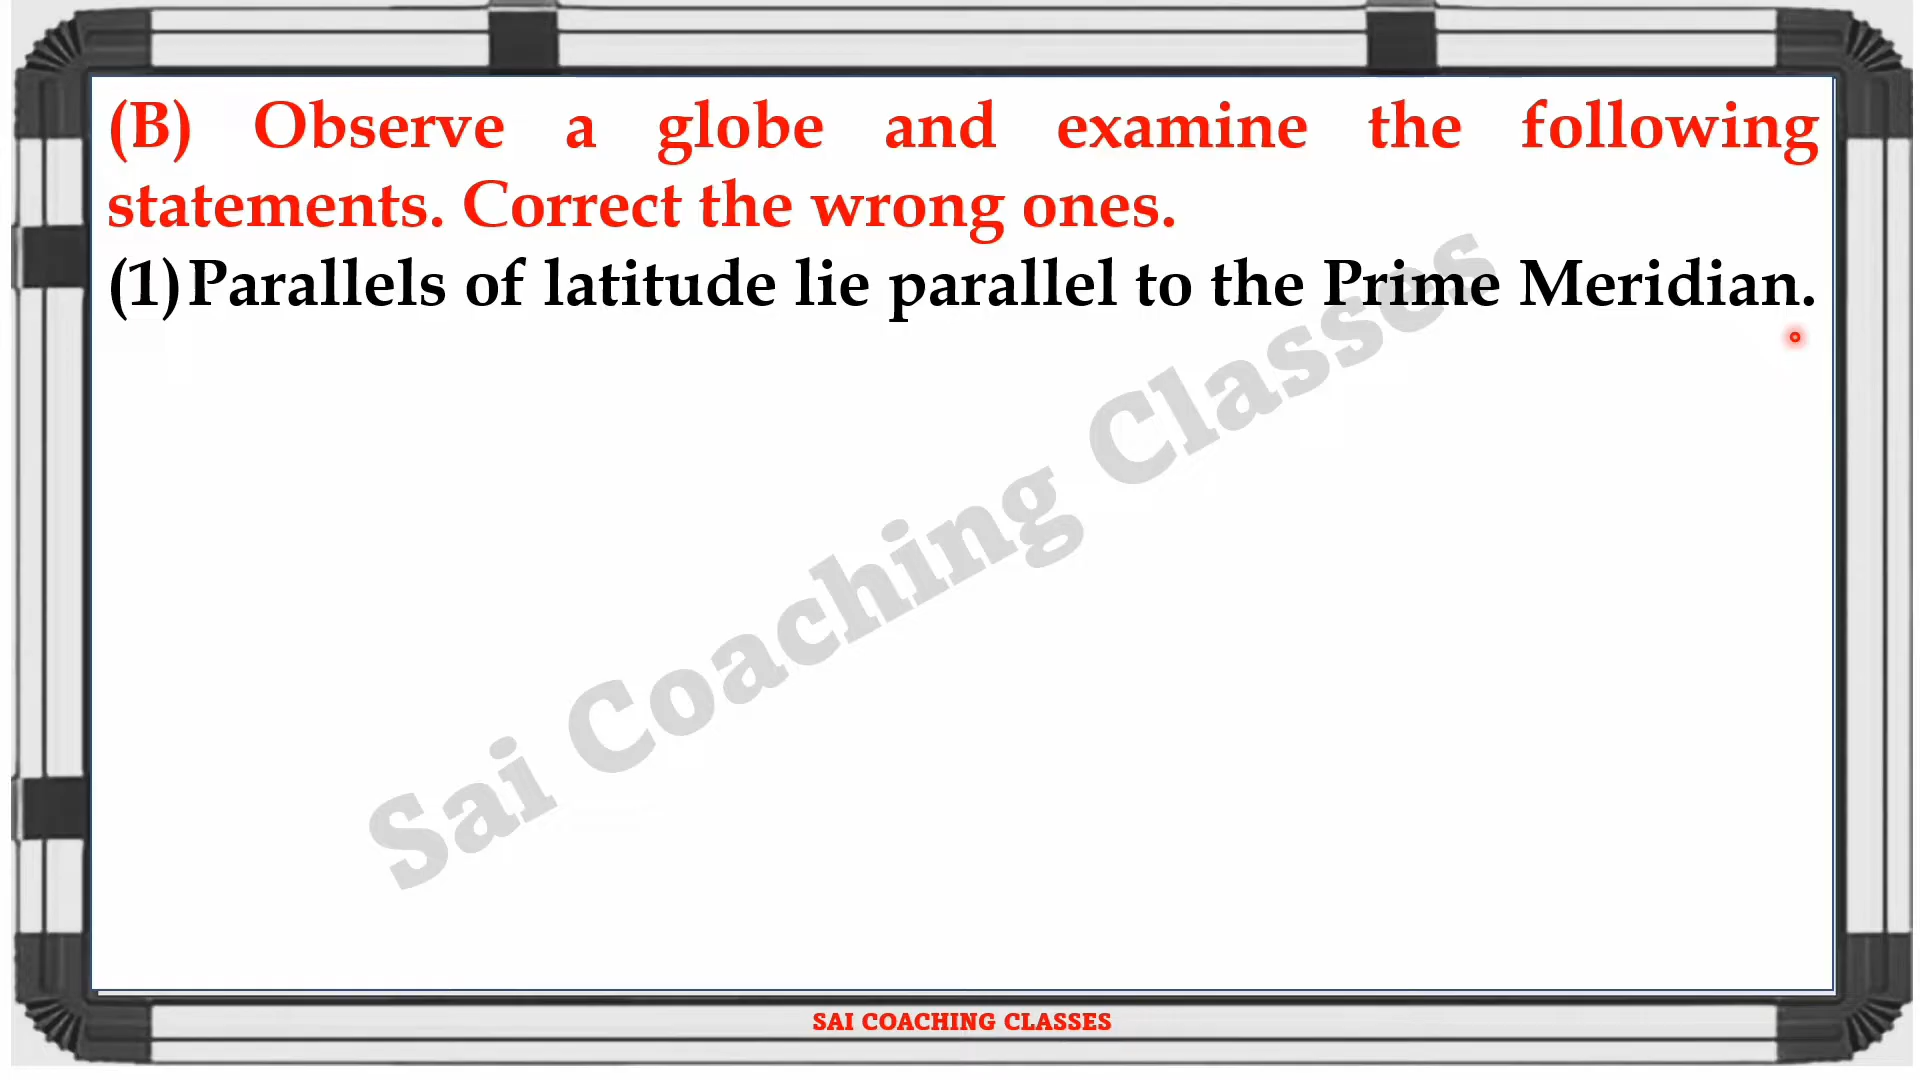 (B) Observe a globe and examine the following
statements. Correct the wrong ones.
(1) Parallels of latitude lie parallel to the Prime Meridian.
Sai Coaching Classes
SAI COACHING CLASSES